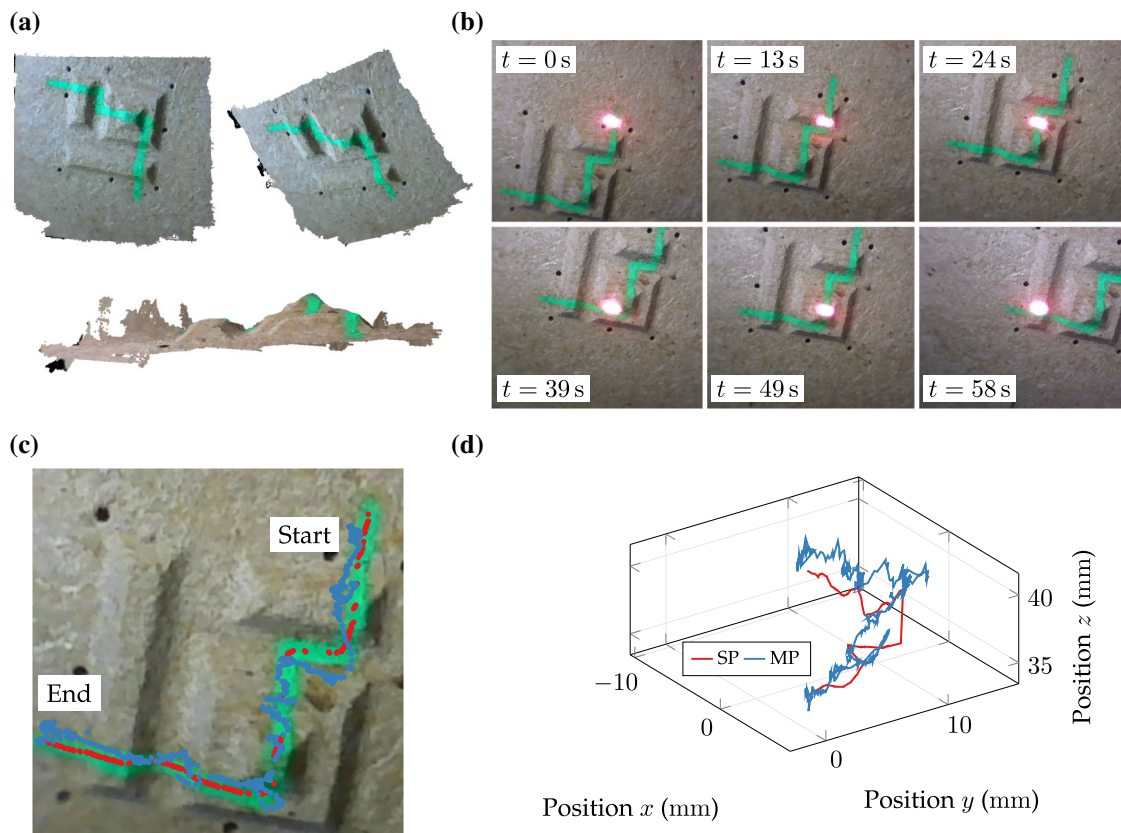 (a)
(b)
t = 0 s
t = 13 s
t = 24 s
t = 39 s
t = 49 s
t = 58 s
(c)
Start
End
(d)
SP MP
−10
0
Position x (mm)
0
10
Position y (mm)
40
35
Position z (mm)